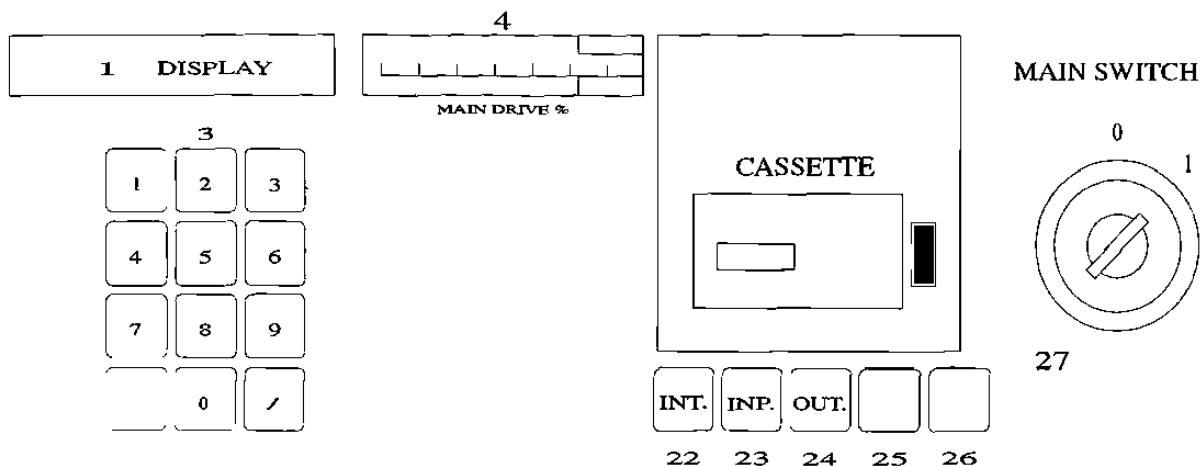 4
1 DISPLAY
MAIN DRIVE %
MAIN SWITCH
3
0
1
1 2 3
CASSETTE
4 5 6
7 8 9
27
0 /
INT. INP. OUT.
22 23 24 25 26